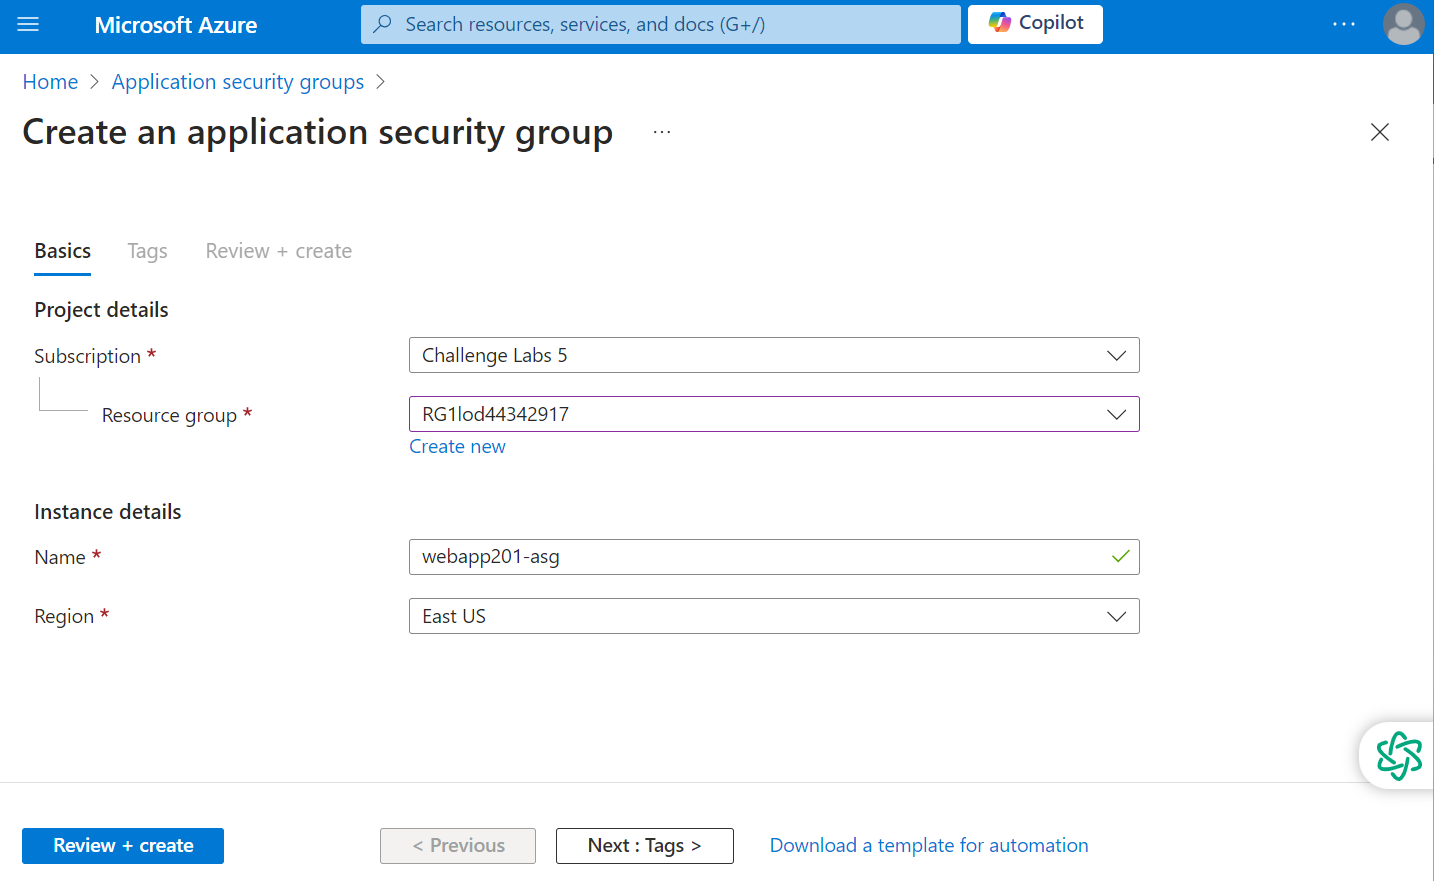 Microsoft Azure
Search resources, services, and docs (G+/)
Copilot
Home > Application security groups >
Create an application security group ...
Basics Tags Review + create
Project details
Subscription *
Challenge Labs 5
Resource group *
RG1lod44342917
Create new
Instance details
Name *
webapp201-asg
Region *
East US
Review + create
< Previous
Next : Tags >
Download a template for automation